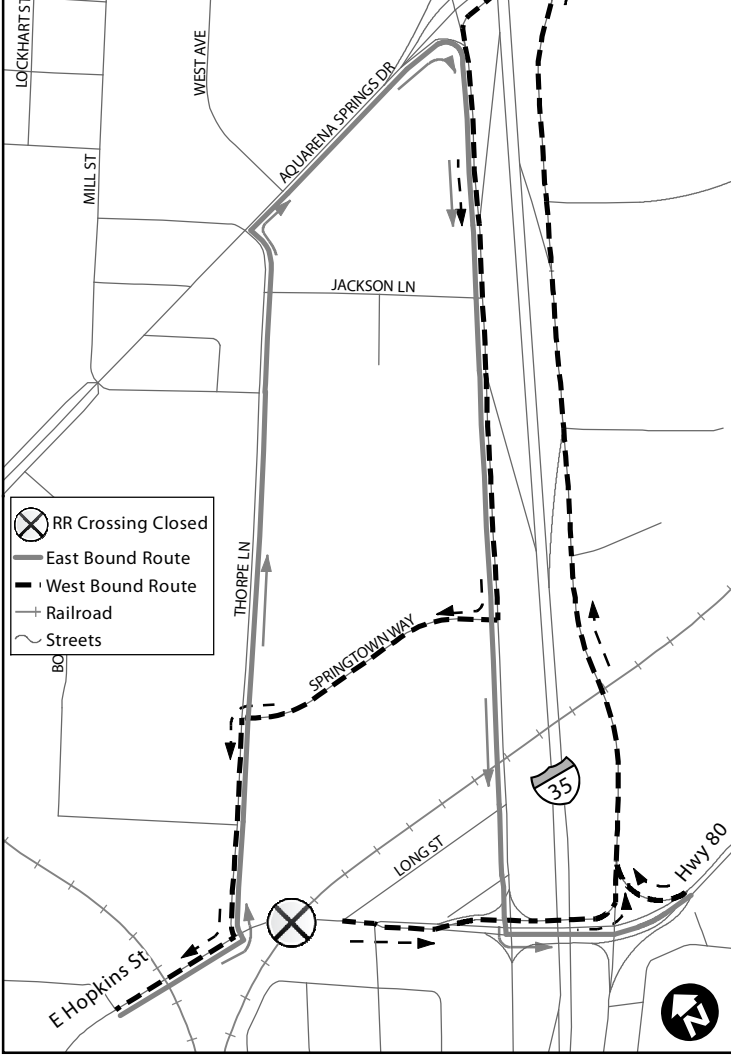 LOCKHART ST
WEST AVE
AQUARENA SPRINGS DR
MILL ST
JACKSON LN
RR Crossing Closed
East Bound Route
West Bound Route
Railroad
Streets
BO
THORPE LN
SPRINGTOWN WAY
35
LONG ST
Hwy 80
E Hopkins St
N